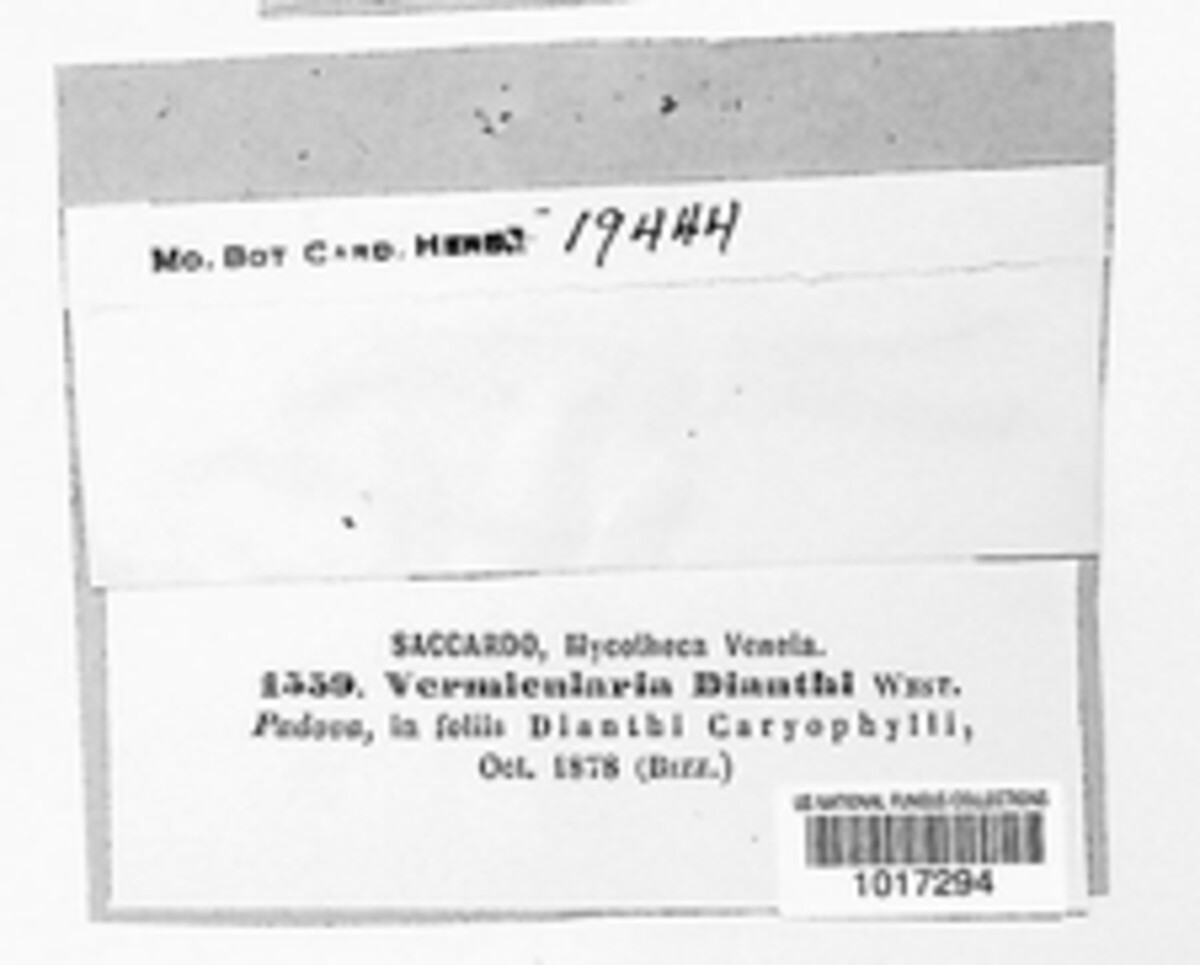 MO. BOT GARD. HERB. 19444
SACCARDO, Mycotheca Veneta.
1559. Vermicularia Dianthi WEST.
Padova, in foliis Dianthi Caryophylli,
Oct. 1878 (BIZZ.)
US NATIONAL FUNGUS COLLECTIONS
1017294